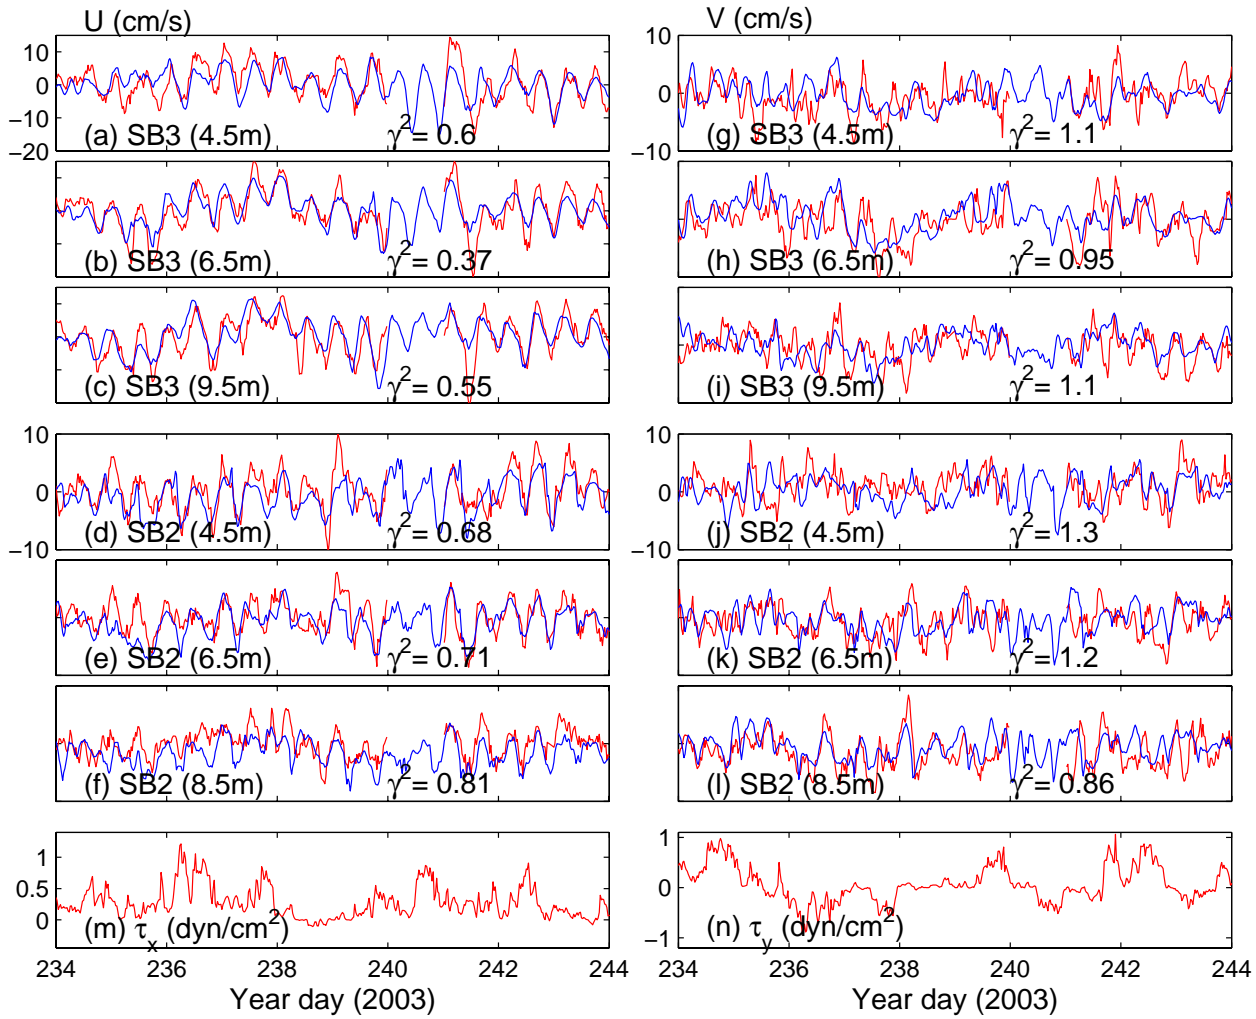 U (cm/s)
V (cm/s)
10
0
−10
−20
(a) SB3 (4.5m)
γ²= 0.6
10
0
−10
(g) SB3 (4.5m)
γ²= 1.1
(b) SB3 (6.5m)
γ²= 0.37
(h) SB3 (6.5m)
γ²= 0.95
(c) SB3 (9.5m)
γ²= 0.55
(i) SB3 (9.5m)
γ²= 1.1
10
0
−10
(d) SB2 (4.5m)
γ²= 0.68
10
0
−10
(j) SB2 (4.5m)
γ²= 1.3
(e) SB2 (6.5m)
γ²= 0.71
(k) SB2 (6.5m)
γ²= 1.2
(f) SB2 (8.5m)
γ²= 0.81
(l) SB2 (8.5m)
γ²= 0.86
1
0.5
0
(m) τx (dyn/cm²)
1
0
−1
(n) τy (dyn/cm²)
234 236 238 240 242 244
234 236 238 240 242 244
Year day (2003)
Year day (2003)